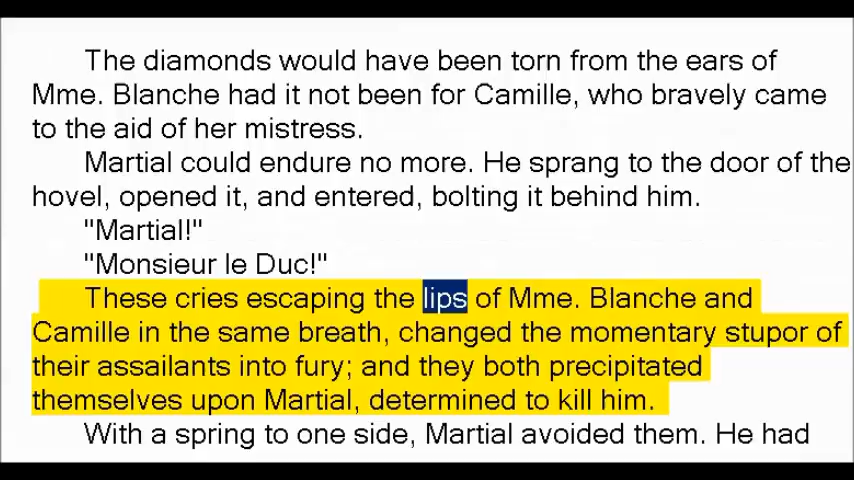 The diamonds would have been torn from the ears of
Mme. Blanche had it not been for Camille, who bravely came
to the aid of her mistress.
Martial could endure no more. He sprang to the door of the
hovel, opened it, and entered, bolting it behind him.
"Martial!"
"Monsieur le Duc!"
These cries escaping the lips of Mme. Blanche and
Camille in the same breath, changed the momentary stupor of
their assailants into fury; and they both precipitated
themselves upon Martial, determined to kill him.
With a spring to one side, Martial avoided them. He had